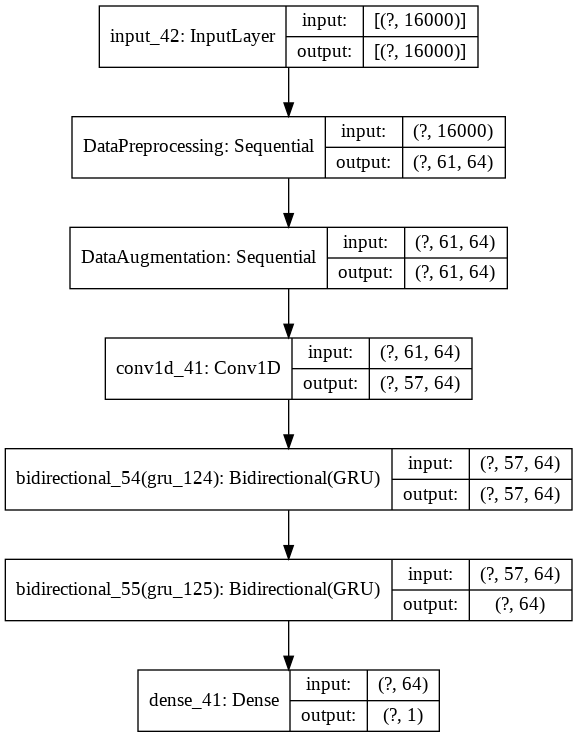 input_42: InputLayer
input: [(?, 16000)]
output: [(?, 16000)]
DataPreprocessing: Sequential
input: (?, 16000)
output: (?, 61, 64)
DataAugmentation: Sequential
input: (?, 61, 64)
output: (?, 61, 64)
conv1d_41: Conv1D
input: (?, 61, 64)
output: (?, 57, 64)
bidirectional_54(gru_124): Bidirectional(GRU)
input: (?, 57, 64)
output: (?, 57, 64)
bidirectional_55(gru_125): Bidirectional(GRU)
input: (?, 57, 64)
output: (?, 64)
dense_41: Dense
input: (?, 64)
output: (?, 1)